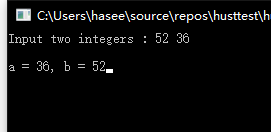 C:\Users\hasee\source\repos\husttest\h
Input two integers : 52 36
a = 36, b = 52